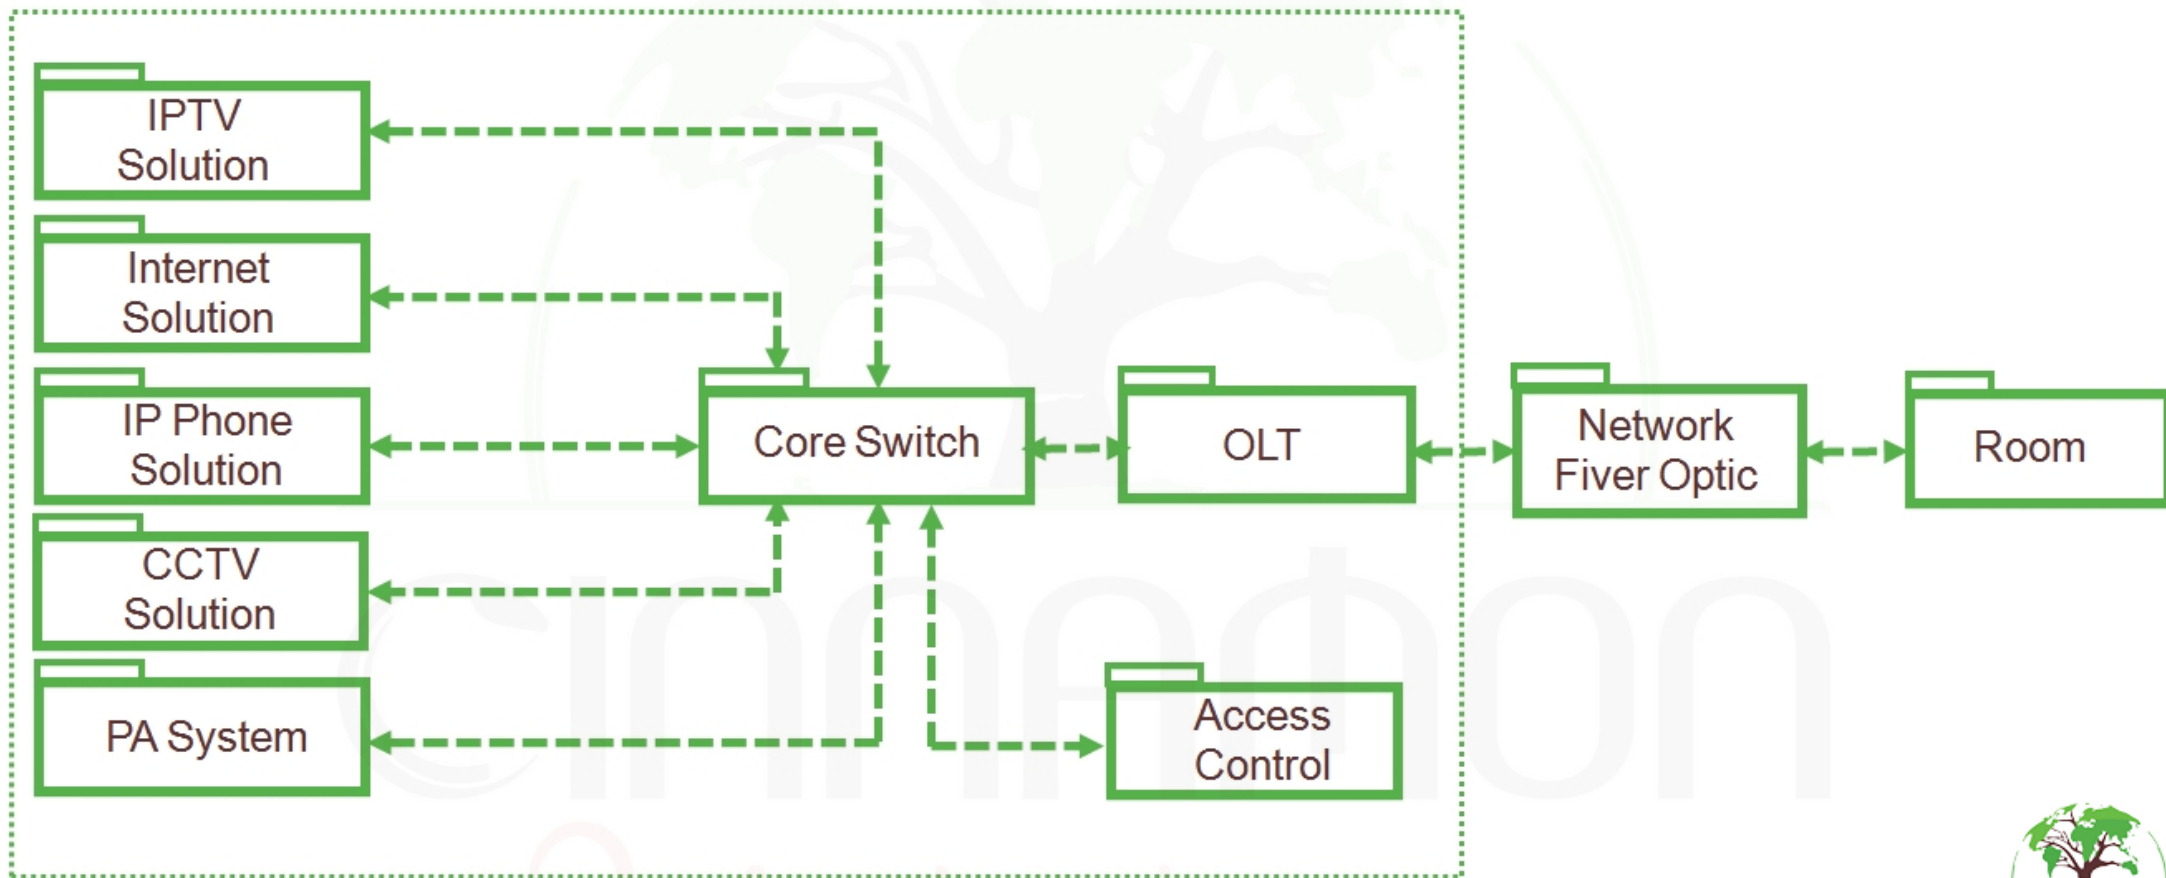 IPTV
Solution
Internet
Solution
IP Phone
Solution
CCTV
Solution
PA System
Core Switch
OLT
Network
Fiver Optic
Room
Access
Control
CINNAMON